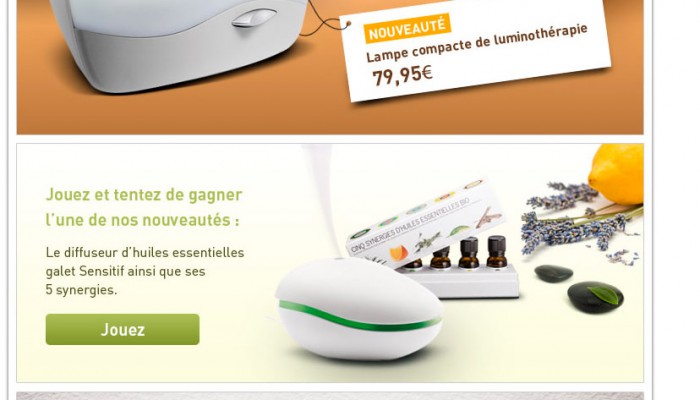 NOUVEAUTÉ
Lampe compacte de luminothérapie
79,95€
Jouez et tentez de gagner
l'une de nos nouveautés :
Le diffuseur d'huiles essentielles
galet Sensitif ainsi que ses
5 synergies.
Jouez
CINQ SYNERGIES D'HUILES ESSENTIELLES BIO